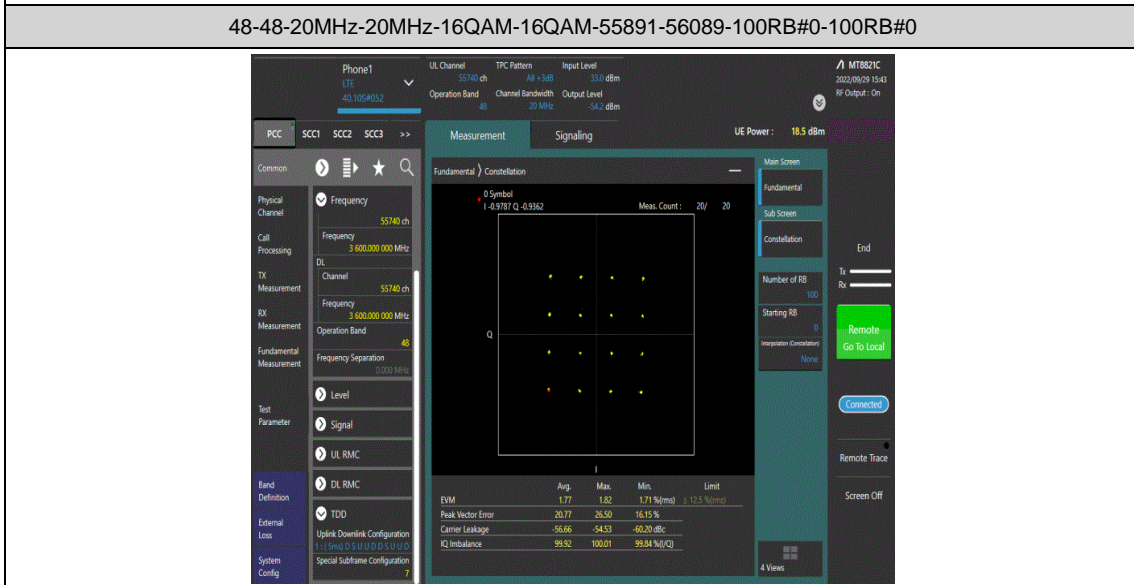 48-48-20MHz-20MHz-16QAM-16QAM-55891-56089-100RB#0-100RB#0
Phone1
LTE
40.10S#052
UL Channel
55740 ch
TPC Pattern
All +3dB
Input Level
33.0 dBm
Operation Band
48
Channel Bandwidth
20 MHz
Output Level
-54.2 dBm
MT8821C
2022/09/29 15:43
RF Output : On
PCC SCC1 SCC2 SCC3 >>
Measurement
Signaling
UE Power : 18.5 dBm
Common
Physical
Channel
Call
Processing
TX
Measurement
RX
Measurement
Fundamental
Measurement
Test
Parameter
Band
Definition
External
Loss
System
Config
Frequency
55740 ch
Frequency
3 600.000 000 MHz
DL
Channel
55740 ch
Frequency
3 600.000 000 MHz
Operation Band
48
Frequency Separation
0.000 MHz
Level
Signal
UL RMC
DL RMC
TDD
Uplink Downlink Configuration
1 : ( 5ms) D S U U D D S U U D
Special Subframe Configuration
7
Fundamental 〉 Constellation
0 Symbol
I -0.9787 Q -0.9362
Meas. Count : 20/ 20
Q
I
Avg. Max. Min. Limit
EVM 1.77 1.82 1.71 %(rms) ≤ 12.5 %(rms)
Peak Vector Error 20.77 26.50 16.15 %
Carrier Leakage -56.66 -54.53 -60.20 dBc
IQ Imbalance 99.92 100.01 99.84 %(I/Q)
Main Screen
Fundamental
Sub Screen
Constellation
Number of RB
100
Starting RB
0
Interpolation (Constellation)
None
4 Views
End
Tx
Rx
Remote
Go To Local
Connected
Remote Trace
Screen Off